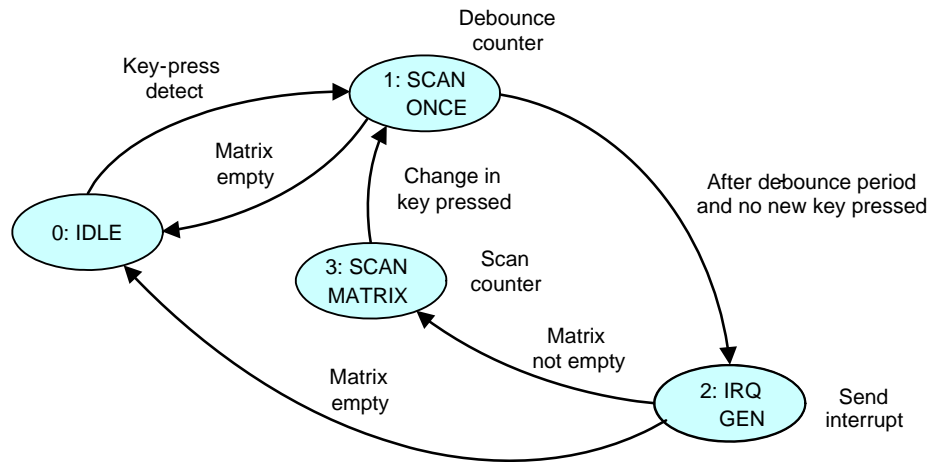 Debounce
counter
Key-press
detect
1: SCAN
ONCE
Matrix
empty
Change in
key pressed
After debounce period
and no new key pressed
0: IDLE
3: SCAN
MATRIX
Scan
counter
Matrix
not empty
Matrix
empty
2: IRQ
GEN
Send
interrupt